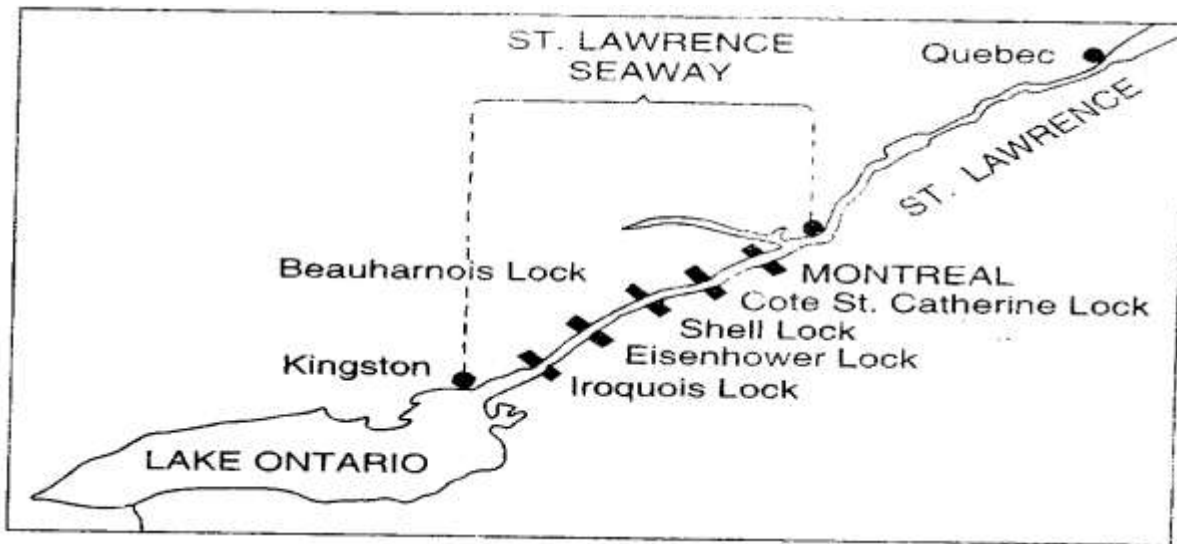 ST. LAWRENCE
SEAWAY
Quebec
ST. LAWRENCE
Beauharnois Lock
MONTREAL
Cote St. Catherine Lock
Shell Lock
Eisenhower Lock
Kingston
Iroquois Lock
LAKE ONTARIO